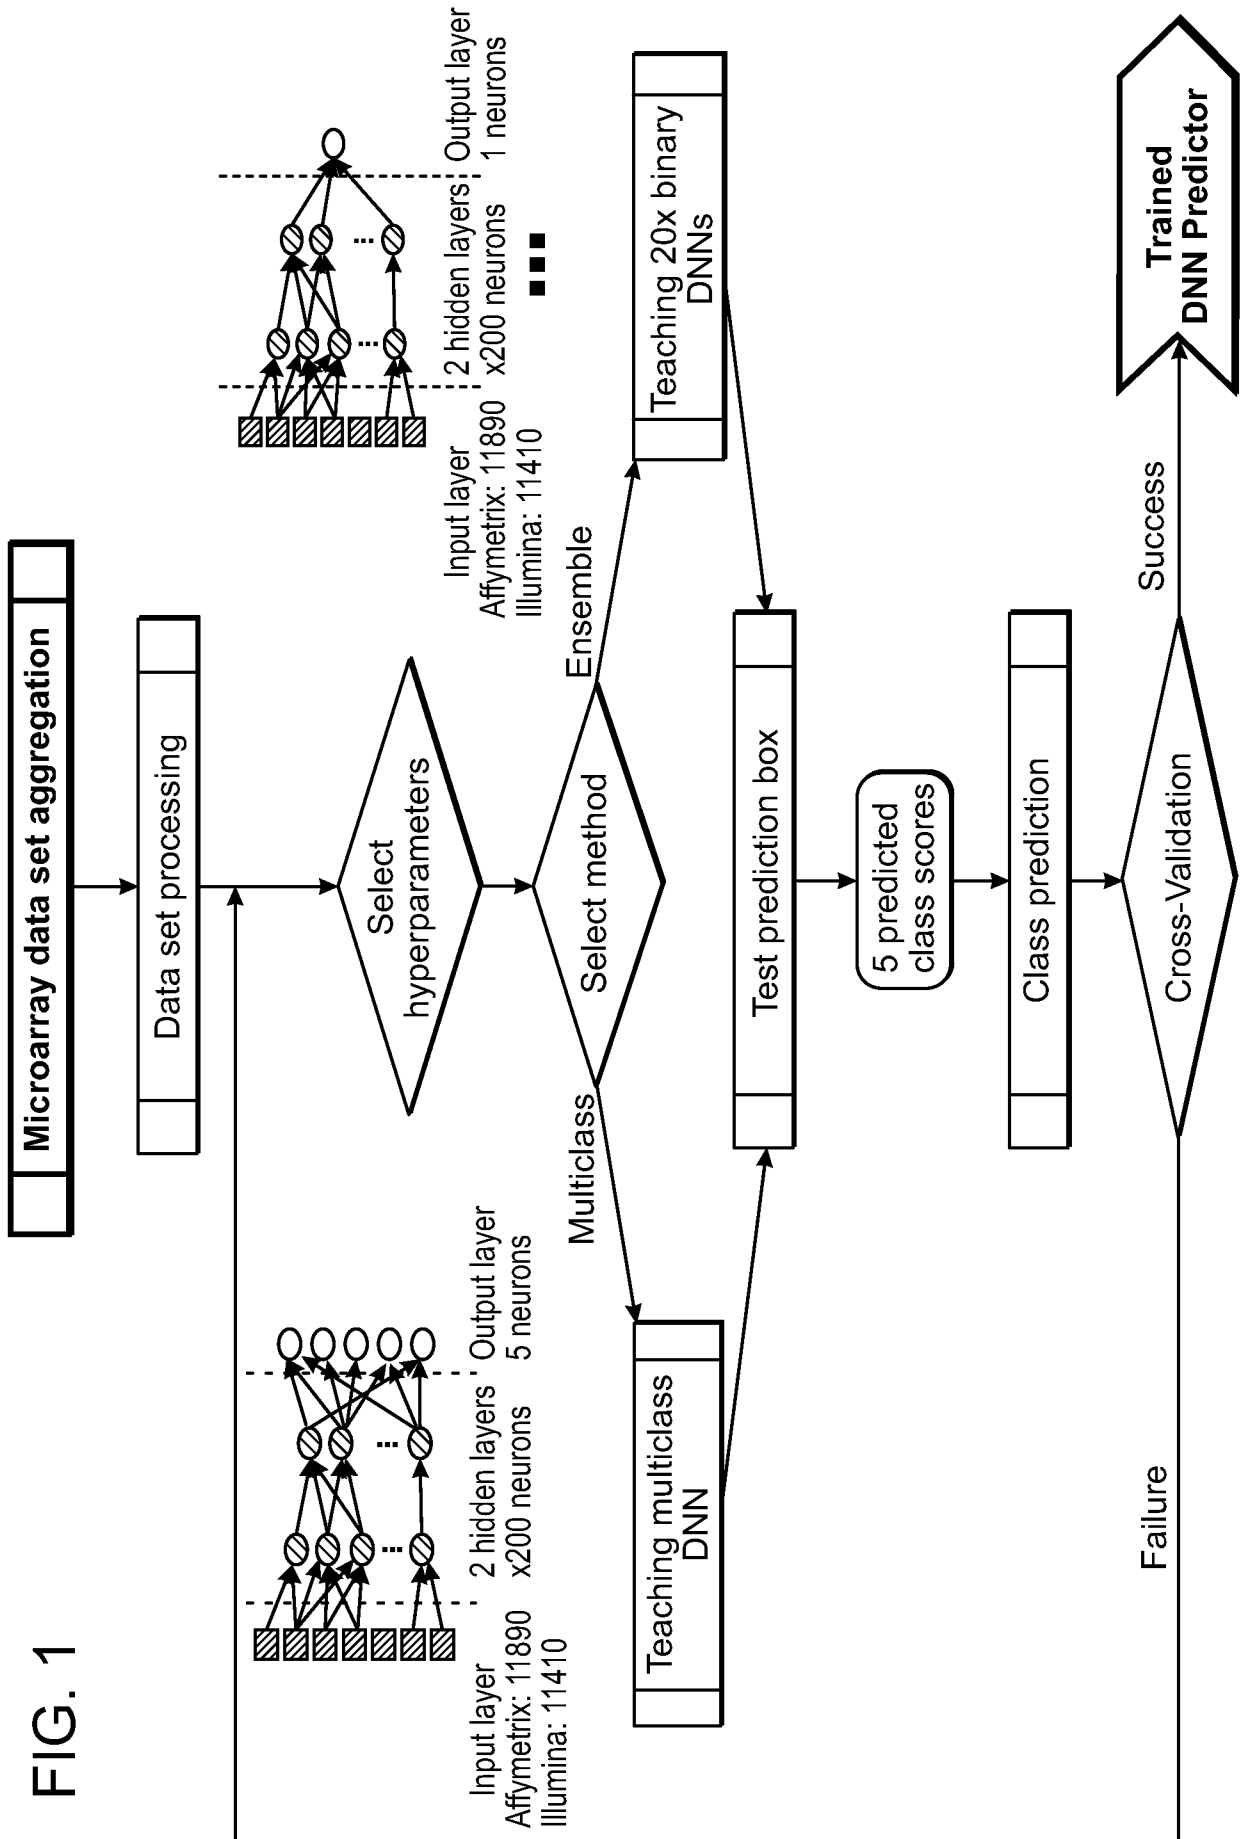 FIG. 1
Microarray data set aggregation
Data set processing
Select
hyperparameters
Input layer
Affymetrix: 11890
Illumina: 11410
2 hidden layers
x200 neurons
Output layer
5 neurons
Input layer
Affymetrix: 11890
Illumina: 11410
2 hidden layers
x200 neurons
Output layer
1 neurons
Multiclass
Select method
Ensemble
Teaching multiclass
DNN
Teaching 20x binary
DNNs
Test prediction box
5 predicted
class scores
Class prediction
Failure
Cross-Validation
Success
Trained
DNN Predictor